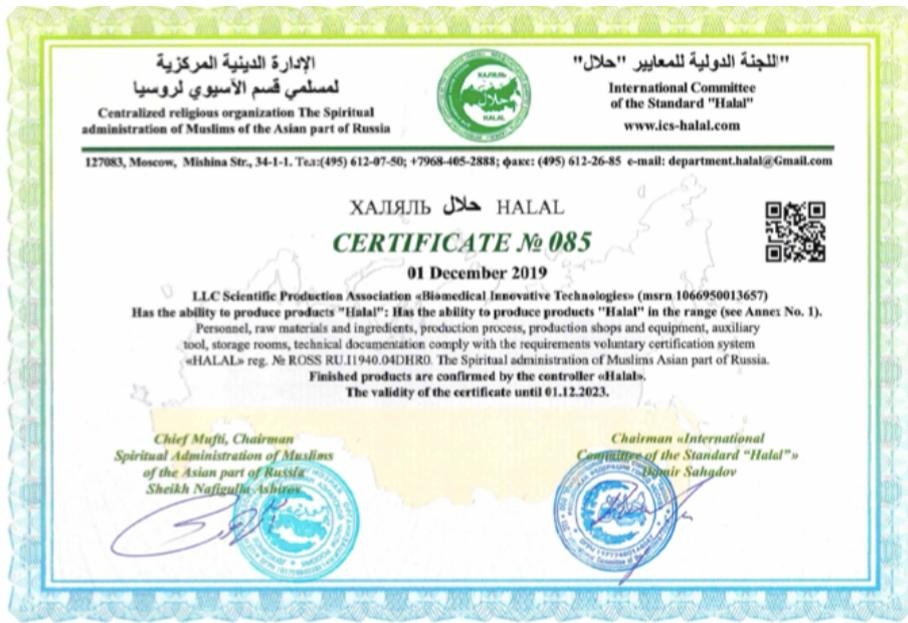 الإدارة الدينية المركزية
لمسلمي قسم الآسيوي لروسيا
Centralized religious organization The Spiritual
administration of Muslims of the Asian part of Russia
ХАЛЯЛЬ
حلال
HALAL
"اللجنة الدولية للمعايير "حلال"
International Committee
of the Standard "Halal"
www.ics-halal.com
127083, Moscow, Mishina Str., 34-1-1. Тел:(495) 612-07-50; +7968-405-2888; факс: (495) 612-26-85 e-mail: department.halal@Gmail.com
ХАЛЯЛЬ حلال HALAL
CERTIFICATE № 085
01 December 2019
LLC Scientific Production Association «Biomedical Innovative Technologies» (msrn 1066950013657)
Has the ability to produce products "Halal": Has the ability to produce products "Halal" in the range (see Annex No. 1).
Personnel, raw materials and ingredients, production process, production shops and equipment, auxiliary
tool, storage rooms, technical documentation comply with the requirements voluntary certification system
«HALAL» reg. № ROSS RU.I1940.04DHR0. The Spiritual administration of Muslims Asian part of Russia.
Finished products are confirmed by the controller «Halal».
The validity of the certificate until 01.12.2023.
Chief Mufti, Chairman
Spiritual Administration of Muslims
of the Asian part of Russia
Sheikh Nafigulla Ashirov
Chairman «International
Committee of the Standard "Halal"»
Damir Sahadov